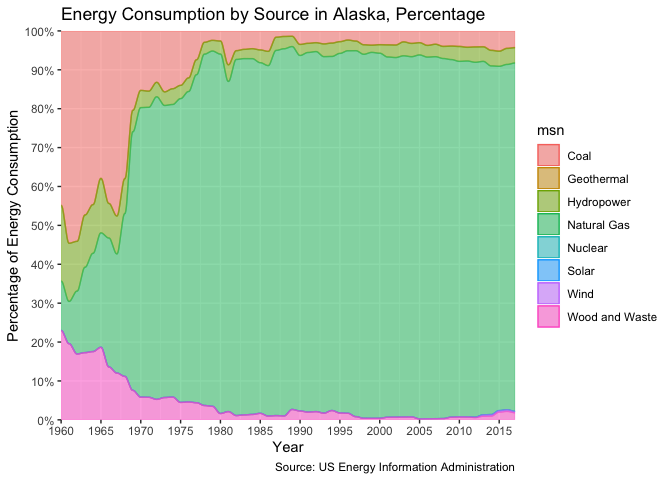 Energy Consumption by Source in Alaska, Percentage
Percentage of Energy Consumption
100%
90%
80%
70%
60%
50%
40%
30%
20%
10%
0%
1960 1965 1970 1975 1980 1985 1990 1995 2000 2005 2010 2015
Year
msn
Coal
Geothermal
Hydropower
Natural Gas
Nuclear
Solar
Wind
Wood and Waste
Source: US Energy Information Administration